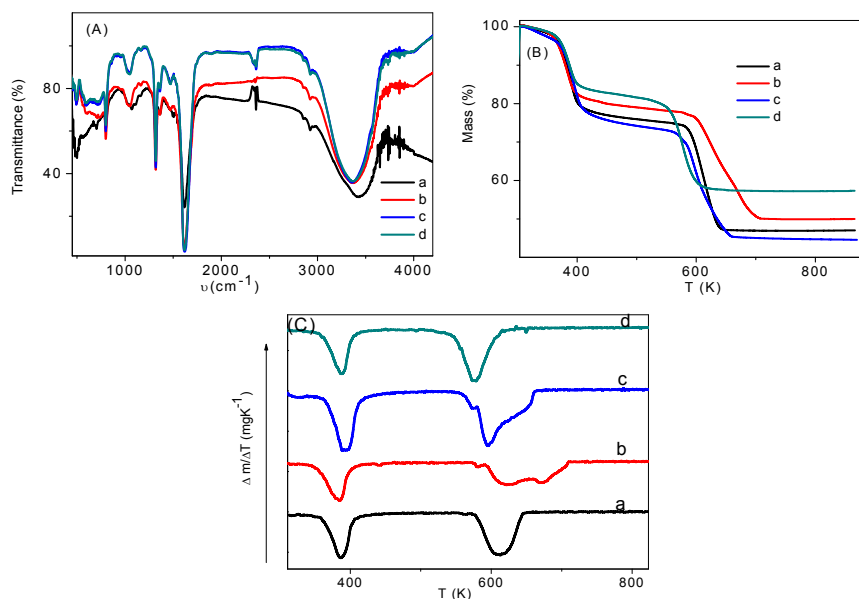 (A)
Transmittance (%)
80
40
1000
2000
3000
4000
υ(cm⁻¹)
a
b
c
d
(B)
Mass (%)
100
80
60
400
600
800
T (K)
a
b
c
d
(C)
Δ m/ΔT (mgK⁻¹)
d
c
b
a
400
600
800
T (K)